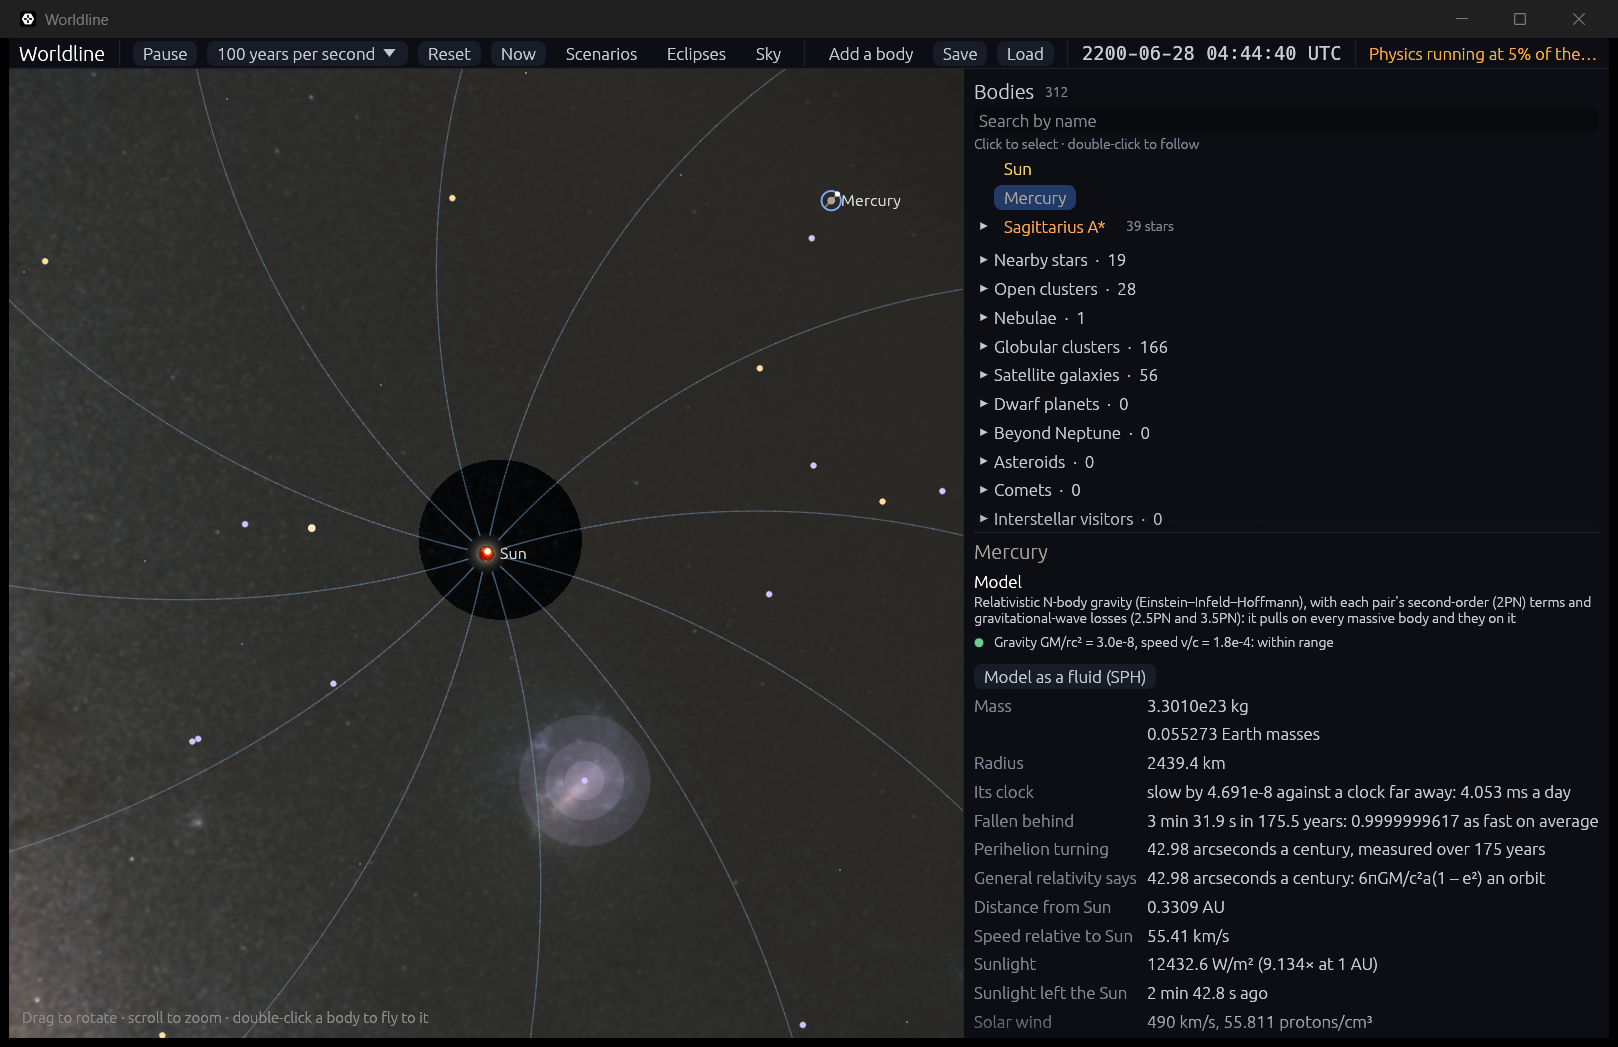 Worldline
Worldline
Pause
100 years per second
Reset
Now
Scenarios
Eclipses
Sky
Add a body
Save
Load
2200-06-28 04:44:40 UTC
Physics running at 5% of the…
Mercury
Sun
Drag to rotate · scroll to zoom · double-click a body to fly to it
Bodies 312
Search by name
Click to select · double-click to follow
Sun
Mercury
Sagittarius A* 39 stars
Nearby stars · 19
Open clusters · 28
Nebulae · 1
Globular clusters · 166
Satellite galaxies · 56
Dwarf planets · 0
Beyond Neptune · 0
Asteroids · 0
Comets · 0
Interstellar visitors · 0
Mercury
Model
Relativistic N-body gravity (Einstein–Infeld–Hoffmann), with each pair's second-order (2PN) terms and
gravitational-wave losses (2.5PN and 3.5PN): it pulls on every massive body and they on it
Gravity GM/rc² = 3.0e-8, speed v/c = 1.8e-4: within range
Model as a fluid (SPH)
Mass 3.3010e23 kg
0.055273 Earth masses
Radius 2439.4 km
Its clock slow by 4.691e-8 against a clock far away: 4.053 ms a day
Fallen behind 3 min 31.9 s in 175.5 years: 0.9999999617 as fast on average
Perihelion turning 42.98 arcseconds a century, measured over 175 years
General relativity says 42.98 arcseconds a century: 6πGM/c²a(1 − e²) an orbit
Distance from Sun 0.3309 AU
Speed relative to Sun 55.41 km/s
Sunlight 12432.6 W/m² (9.134× at 1 AU)
Sunlight left the Sun 2 min 42.8 s ago
Solar wind 490 km/s, 55.811 protons/cm³